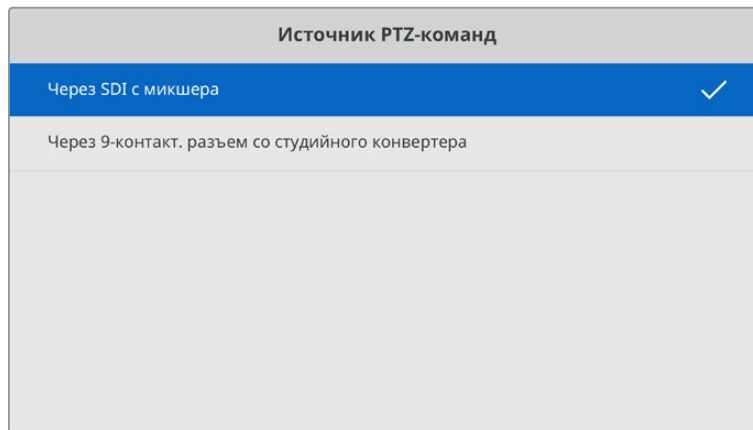 Источник PTZ-команд
Через SDI с микшера
Через 9-контакт. разъем со студийного конвертера